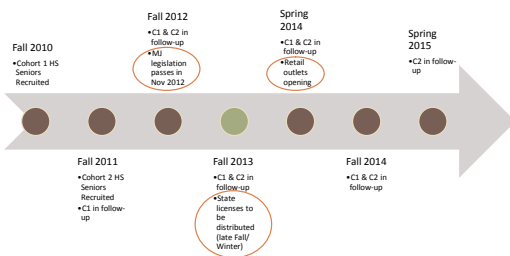 Fall 2010
•Cohort 1 HS
Seniors
Recruited
Fall 2011
•Cohort 2 HS
Seniors
Recruited
•C1 in follow-
up
Fall 2012
•C1 & C2 in
follow-up
•MJ
legislation
passes in
Nov 2012
Fall 2013
•C1 & C2 in
follow-up
•State
licenses to
be
distributed
(late Fall/
Winter)
Spring
2014
•C1 & C2 in
follow-up
•Retail
outlets
opening
Fall 2014
•C1 & C2 in
follow-up
Spring
2015
•C2 in follow-
up